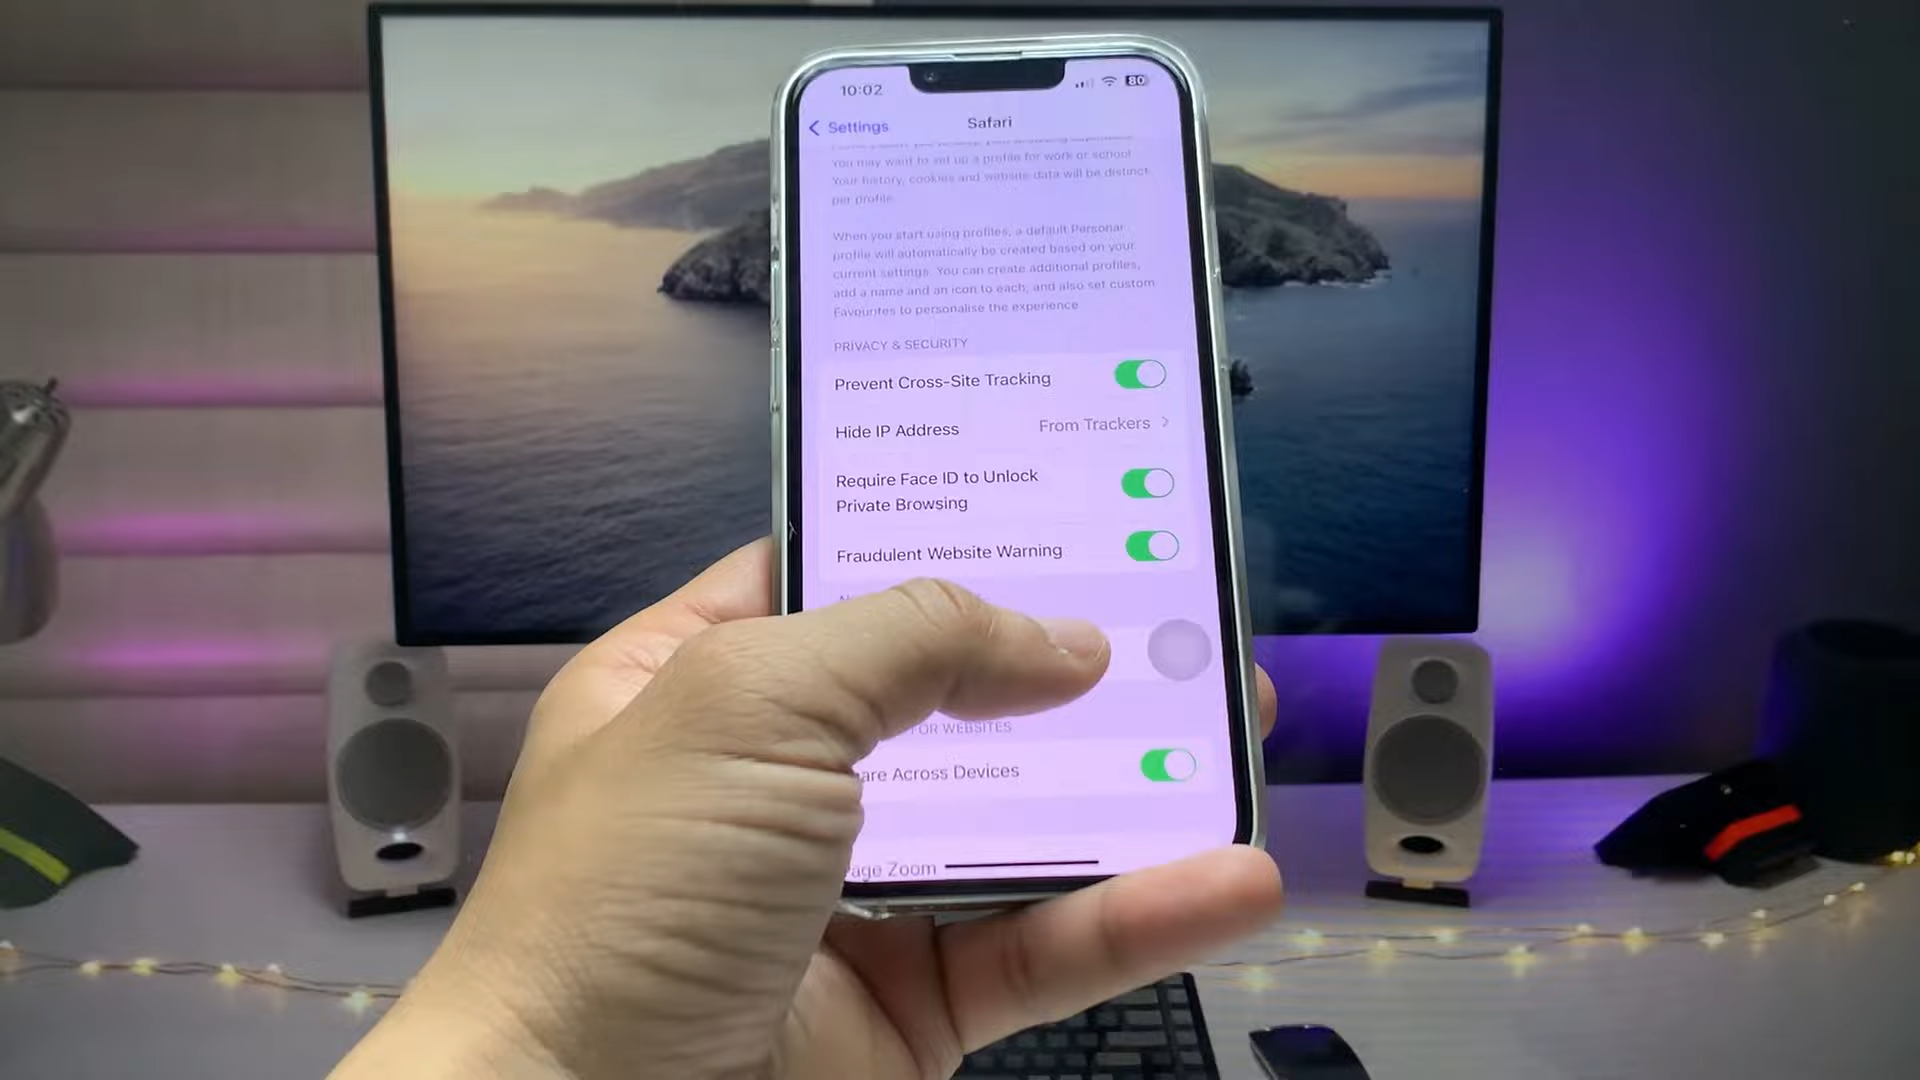 10:02
80
Settings
Safari
You may want to set up a profile for work or school
Your history, cookies and website data will be distinct
per profile.
When you start using profiles, a default Personal
profile will automatically be created based on your
current settings. You can create additional profiles,
add a name and an icon to each, and also set custom
Favourites to personalise the experience
PRIVACY & SECURITY
Prevent Cross-Site Tracking
Hide IP Address From Trackers
Require Face ID to Unlock
Private Browsing
Fraudulent Website Warning
OR WEBSITES
are Across Devices
age Zoom